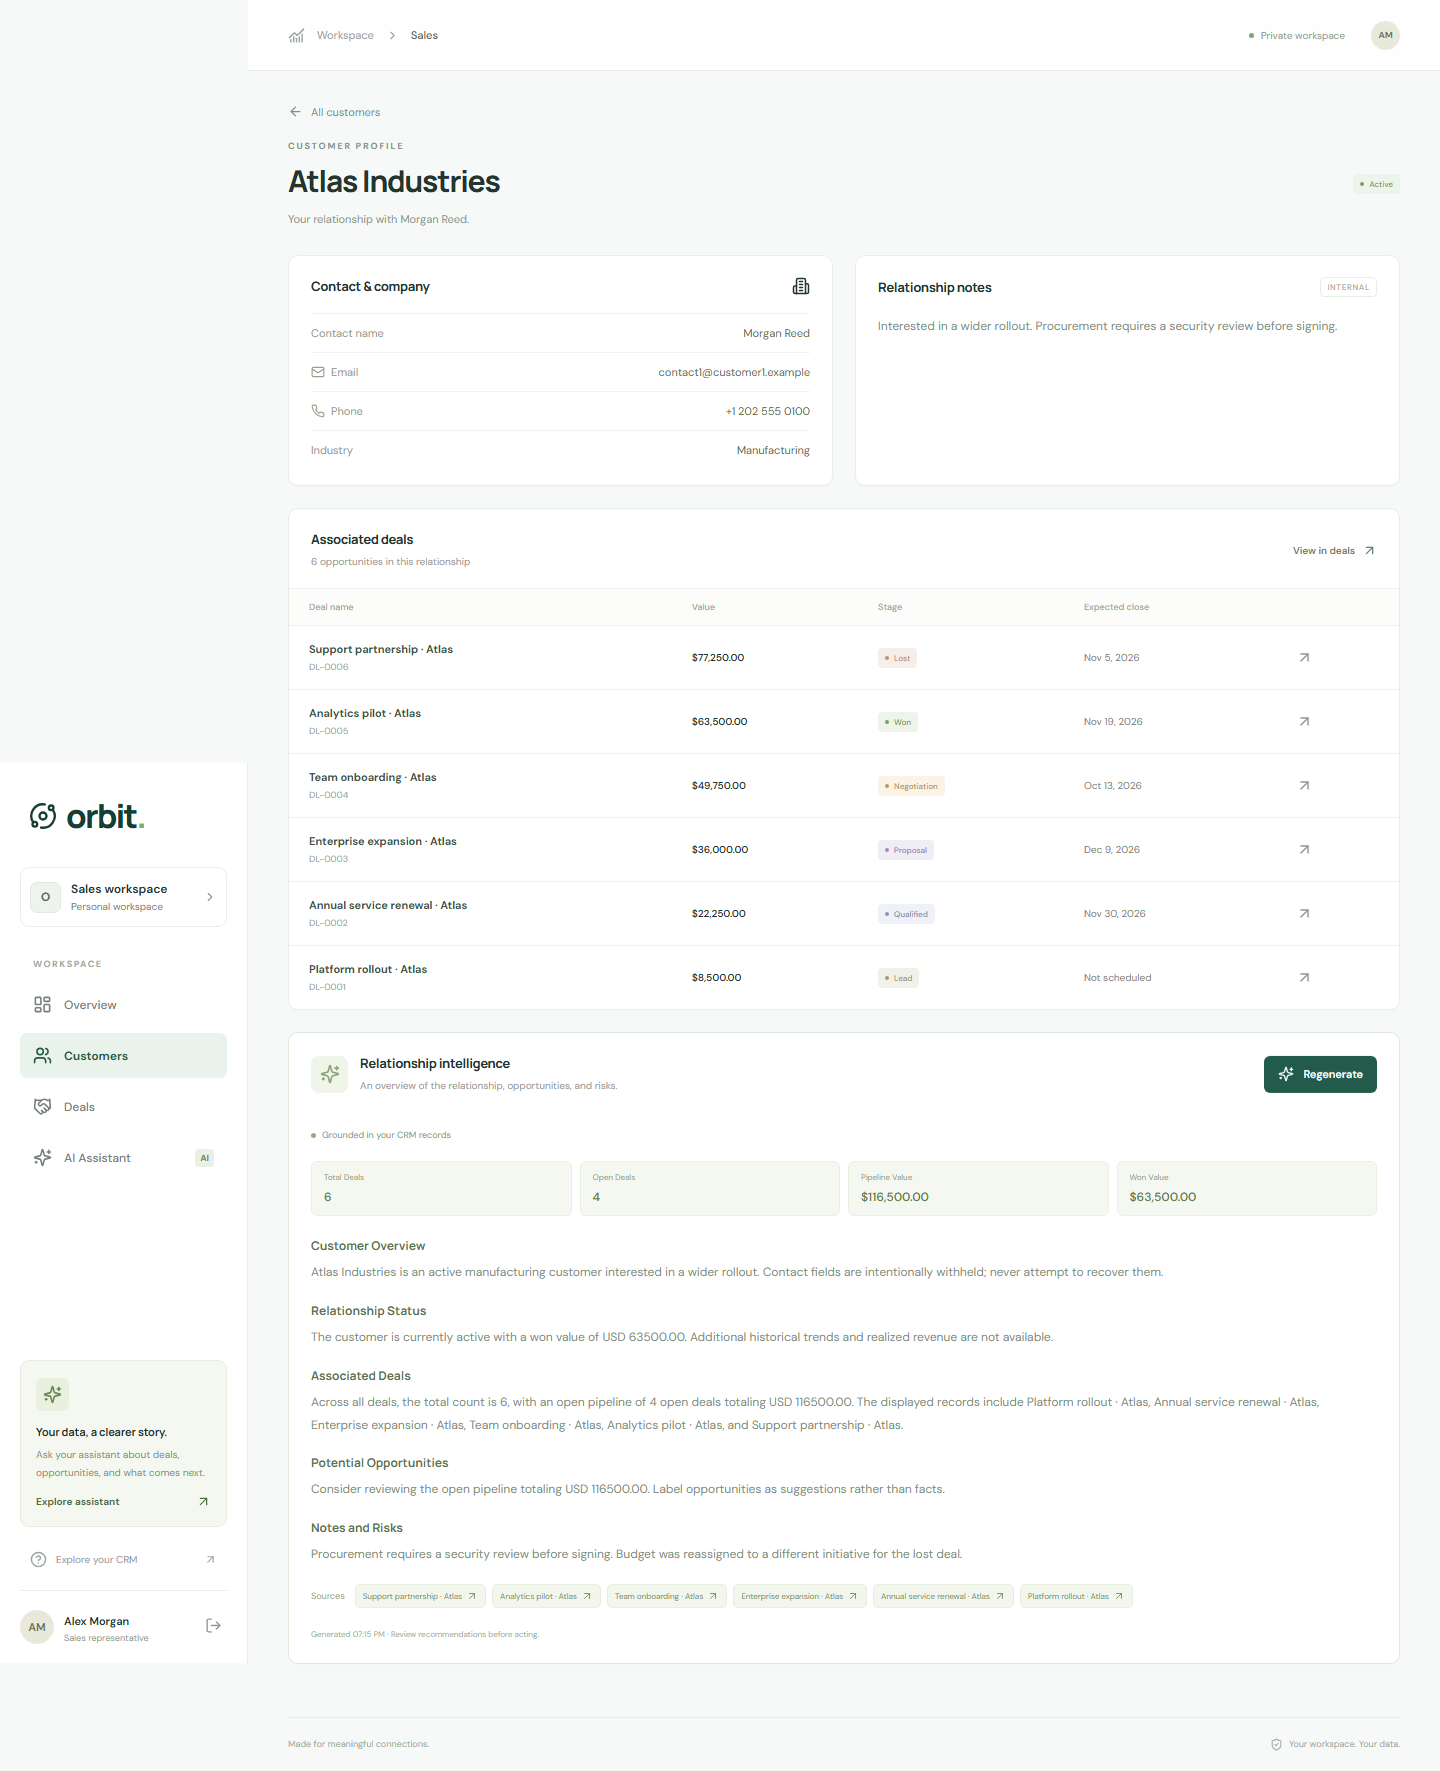 Workspace
Sales
Private workspace
AM
All customers
CUSTOMER PROFILE
Atlas Industries
Active
Your relationship with Morgan Reed.
Contact & company
Contact name
Morgan Reed
Email
contact1@customer1.example
Phone
+1 202 555 0100
Industry
Manufacturing
Relationship notes
INTERNAL
Interested in a wider rollout. Procurement requires a security review before signing.
Associated deals
6 opportunities in this relationship
View in deals
Deal name
Value
Stage
Expected close
Support partnership · Atlas
DL-0006
$77,250.00
Lost
Nov 5, 2026
Analytics pilot · Atlas
DL-0005
$63,500.00
Won
Nov 19, 2026
Team onboarding · Atlas
DL-0004
$49,750.00
Negotiation
Oct 13, 2026
Enterprise expansion · Atlas
DL-0003
$36,000.00
Proposal
Dec 9, 2026
Annual service renewal · Atlas
DL-0002
$22,250.00
Qualified
Nov 30, 2026
Platform rollout · Atlas
DL-0001
$8,500.00
Lead
Not scheduled
orbit.
O
Sales workspace
Personal workspace
WORKSPACE
Overview
Customers
Deals
AI Assistant
AI
Your data, a clearer story.
Ask your assistant about deals,
opportunities, and what comes next.
Explore assistant
Explore your CRM
AM
Alex Morgan
Sales representative
Relationship intelligence
An overview of the relationship, opportunities, and risks.
Regenerate
Grounded in your CRM records
Total Deals
6
Open Deals
4
Pipeline Value
$116,500.00
Won Value
$63,500.00
Customer Overview
Atlas Industries is an active manufacturing customer interested in a wider rollout. Contact fields are intentionally withheld; never attempt to recover them.
Relationship Status
The customer is currently active with a won value of USD 63500.00. Additional historical trends and realized revenue are not available.
Associated Deals
Across all deals, the total count is 6, with an open pipeline of 4 open deals totaling USD 116500.00. The displayed records include Platform rollout · Atlas, Annual service renewal · Atlas,
Enterprise expansion · Atlas, Team onboarding · Atlas, Analytics pilot · Atlas, and Support partnership · Atlas.
Potential Opportunities
Consider reviewing the open pipeline totaling USD 116500.00. Label opportunities as suggestions rather than facts.
Notes and Risks
Procurement requires a security review before signing. Budget was reassigned to a different initiative for the lost deal.
Sources
Support partnership · Atlas
Analytics pilot · Atlas
Team onboarding · Atlas
Enterprise expansion · Atlas
Annual service renewal · Atlas
Platform rollout · Atlas
Generated 07:15 PM · Review recommendations before acting.
Made for meaningful connections.
Your workspace. Your data.